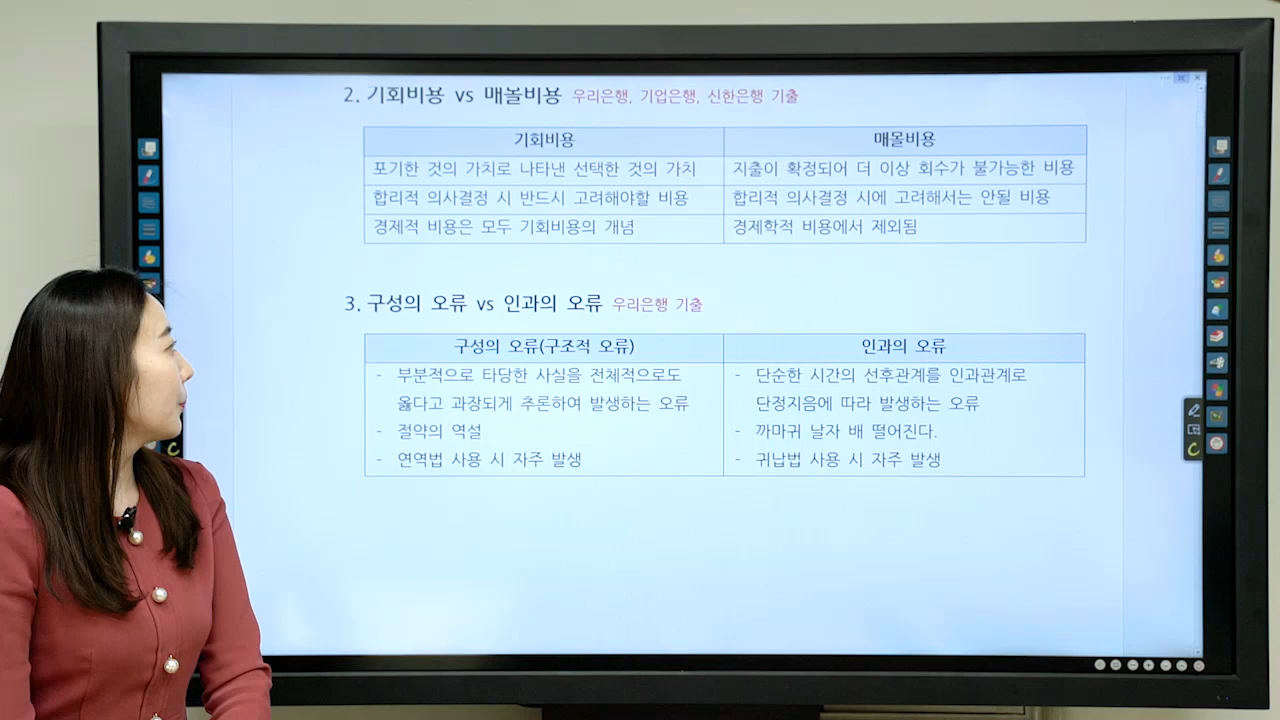 2. 기회비용 vs 매몰비용 우리은행, 기업은행, 신한은행 기출
기회비용 매몰비용
포기한 것의 가치로 나타낸 선택한 것의 가치 지출이 확정되어 더 이상 회수가 불가능한 비용
합리적 의사결정 시 반드시 고려해야할 비용 합리적 의사결정 시에 고려해서는 안될 비용
경제적 비용은 모두 기회비용의 개념 경제학적 비용에서 제외됨
3. 구성의 오류 vs 인과의 오류 우리은행 기출
구성의 오류(구조적 오류) 인과의 오류
- 부분적으로 타당한 사실을 전체적으로도 - 단순한 시간의 선후관계를 인과관계로
옳다고 과장되게 추론하여 발생하는 오류 단정지음에 따라 발생하는 오류
- 절약의 역설 - 까마귀 날자 배 떨어진다.
- 연역법 사용 시 자주 발생 - 귀납법 사용 시 자주 발생